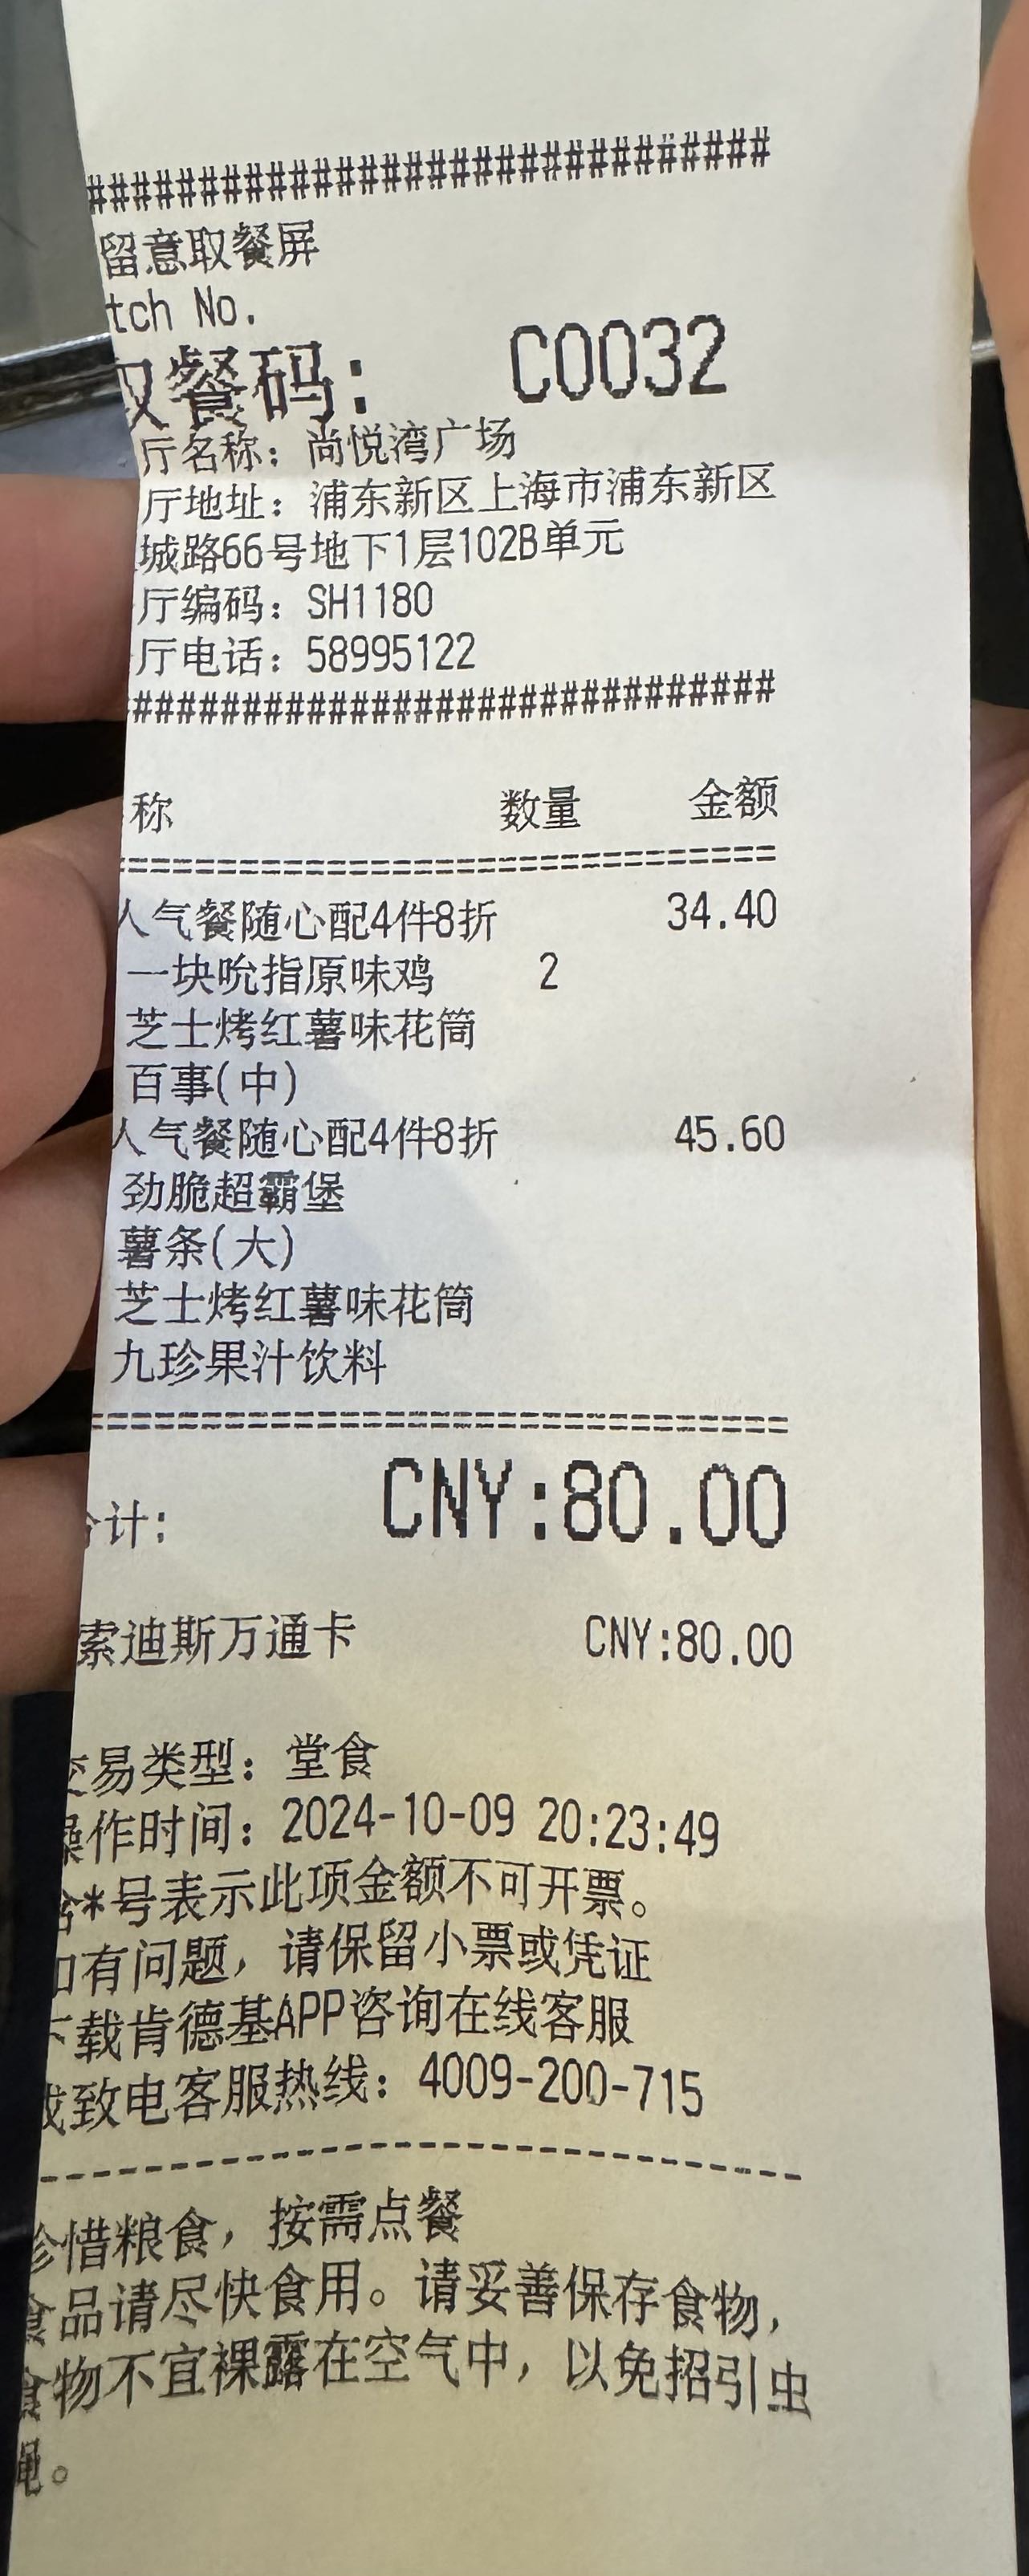 ##############################
留意取餐屏
tch No.
取餐码: C0032
厅名称: 尚悦湾广场
厅地址: 浦东新区上海市浦东新区
城路66号地下1层102B单元
厅编码: SH1180
厅电话: 58995122
##############################
称 数量 金额
==============================
人气餐随心配4件8折 34.40
一块吮指原味鸡 2
芝士烤红薯味花筒
百事(中)
人气餐随心配4件8折 45.60
劲脆超霸堡
薯条(大)
芝士烤红薯味花筒
九珍果汁饮料
==============================
合计: CNY:80.00
索迪斯万通卡 CNY:80.00
交易类型: 堂食
操作时间: 2024-10-09 20:23:49
含*号表示此项金额不可开票。
如有问题, 请保留小票或凭证
下载肯德基APP咨询在线客服
或致电客服热线: 4009-200-715
------------------------------
珍惜粮食, 按需点餐
食品请尽快食用。请妥善保存食物,
食物不宜裸露在空气中, 以免招引虫
蝇。